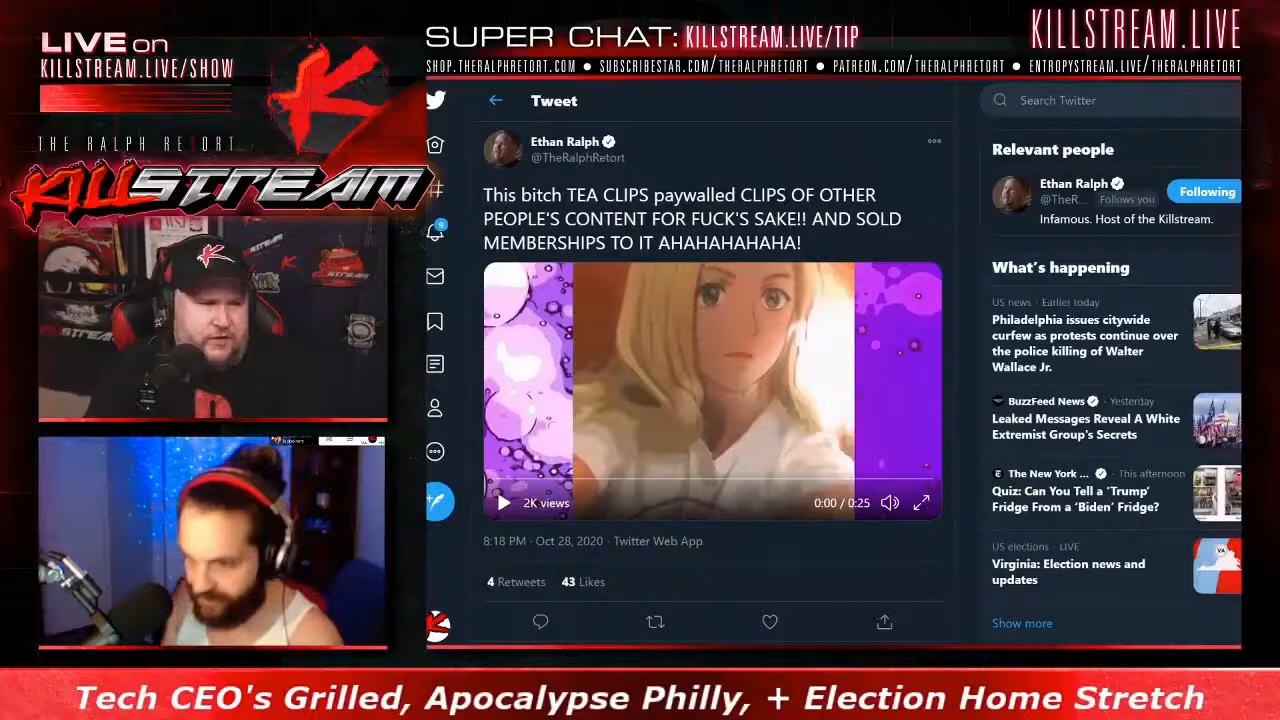 LIVE on
KILLSTREAM.LIVE/SHOW
THE RALPH RETORT
KILLSTREAM
SUPER CHAT: KILLSTREAM.LIVE/TIP
KILLSTREAM.LIVE
SHOP.THERALPHRETORT.COM ● SUBSCRIBESTAR.COM/THERALPHRETORT ● PATREON.COM/THERALPHRETORT ● ENTROPYSTREAM.LIVE/THERALPHRETORT
Tweet
Ethan Ralph
@TheRalphRetort
This bitch TEA CLIPS paywalled CLIPS OF OTHER
PEOPLE'S CONTENT FOR FUCK'S SAKE!! AND SOLD
MEMBERSHIPS TO IT AHAHAHAHAHA!
2K views
0:00 / 0:25
8:18 PM · Oct 28, 2020 · Twitter Web App
4 Retweets 43 Likes
9
Search Twitter
Relevant people
Ethan Ralph
@TheR... Follows you
Following
Infamous. Host of the Killstream.
What's happening
US news · Earlier today
Philadelphia issues citywide
curfew as protests continue over
the police killing of Walter
Wallace Jr.
BuzzFeed News · Yesterday
Leaked Messages Reveal A White
Extremist Group's Secrets
The New York ... · This afternoon
Quiz: Can You Tell a 'Trump'
Fridge From a 'Biden' Fridge?
US elections · LIVE
Virginia: Election news and
updates
VA
Show more
Tech CEO's Grilled, Apocalypse Philly, + Election Home Stretch